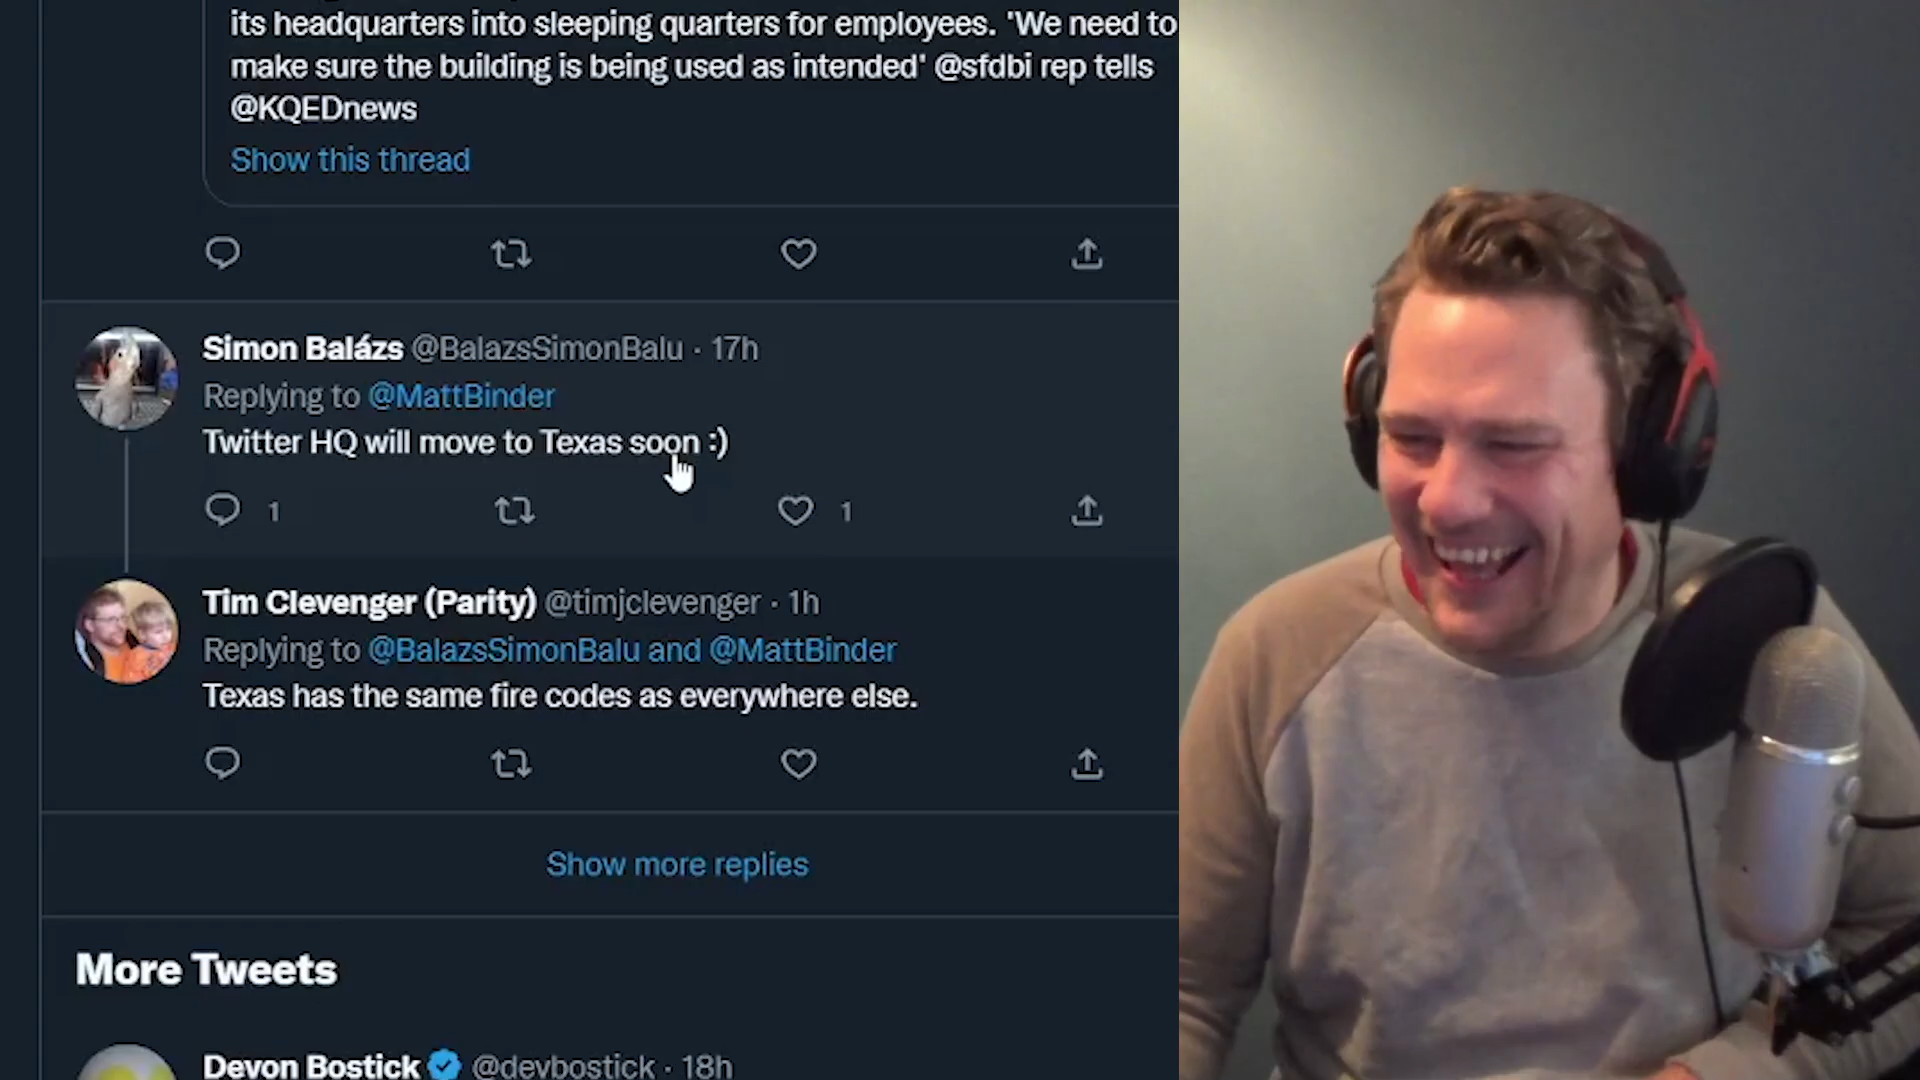 its headquarters into sleeping quarters for employees. 'We need to
make sure the building is being used as intended' @sfdbi rep tells
@KQEDnews
Show this thread
Simon Balázs @BalazsSimonBalu · 17h
Replying to @MattBinder
Twitter HQ will move to Texas soon :)
1
1
Tim Clevenger (Parity) @timjclevenger · 1h
Replying to @BalazsSimonBalu and @MattBinder
Texas has the same fire codes as everywhere else.
Show more replies
More Tweets
Devon Bostick @devbostick · 18h